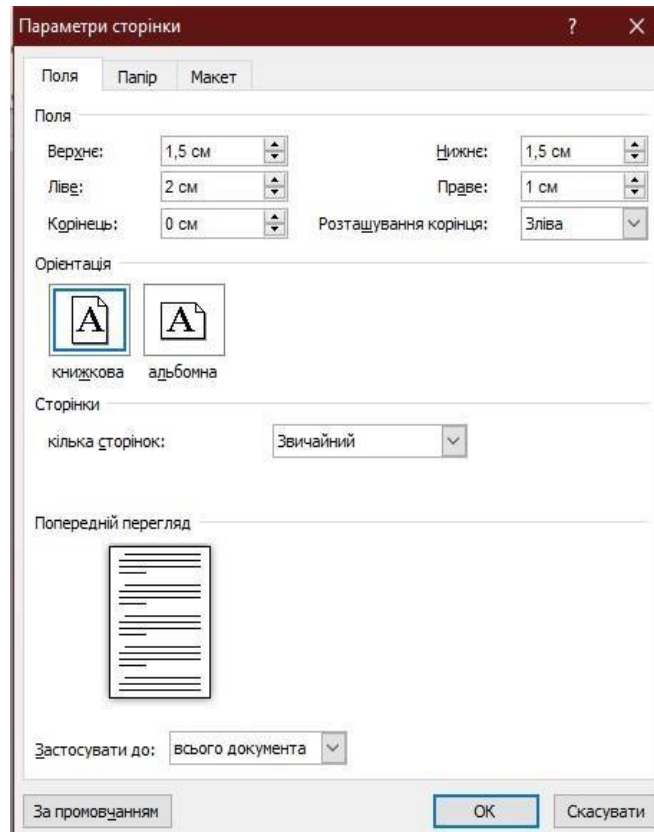 Параметри сторінки ? ✕
Поля Папір Макет
Поля
Верхнє: 1,5 см Нижнє: 1,5 см
Ліве: 2 см Праве: 1 см
Корінець: 0 см Розташування корінця: Зліва
Орієнтація
A A
книжкова альбомна
Сторінки
кілька сторінок: Звичайний
Попередній перегляд
Застосувати до: всього документа
За промовчанням ОК Скасувати